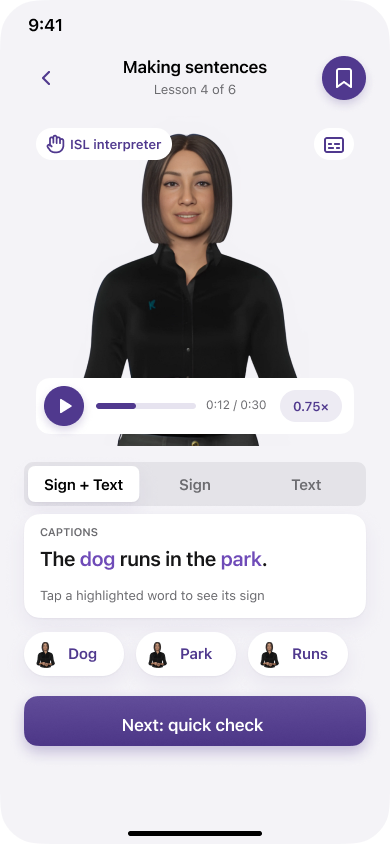 9:41
Making sentences
Lesson 4 of 6
ISL interpreter
0:12 / 0:30
0.75×
Sign + Text
Sign
Text
CAPTIONS
The dog runs in the park.
Tap a highlighted word to see its sign
Dog
Park
Runs
Next: quick check